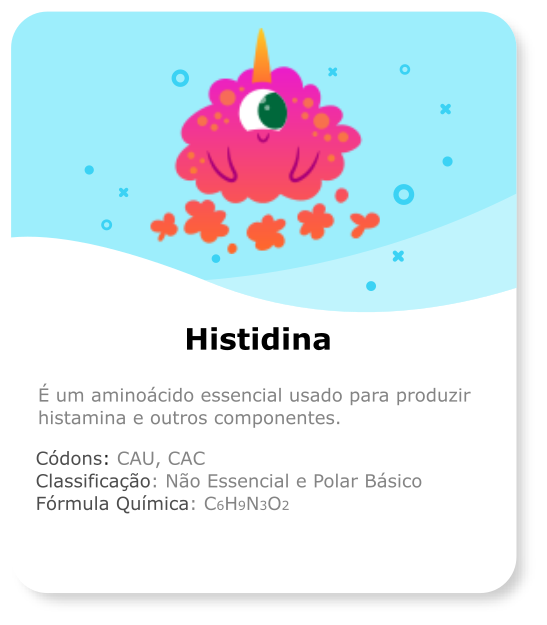 Histidina
É um aminoácido essencial usado para produzir
histamina e outros componentes.
Códons: CAU, CAC
Classificação: Não Essencial e Polar Básico
Fórmula Química: C₆H₉N₃O₂